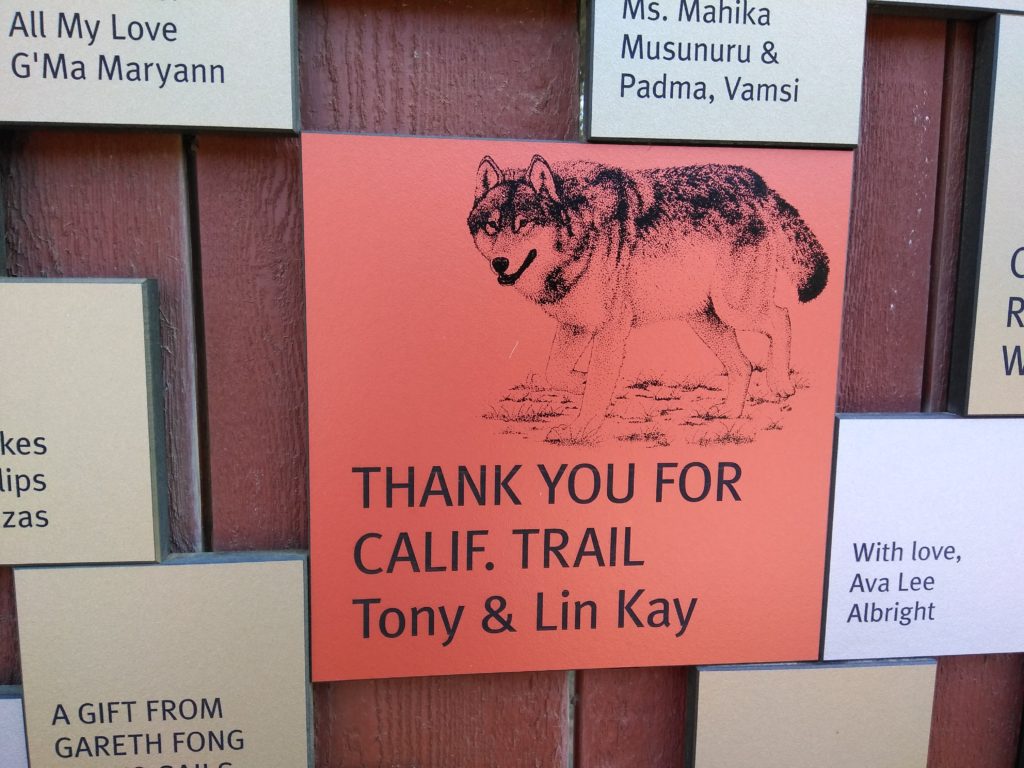 All My Love
G'Ma Maryann
Ms. Mahika
Musunuru &
Padma, Vamsi
THANK YOU FOR
CALIF. TRAIL
Tony & Lin Kay
With love,
Ava Lee
Albright
kes
lips
zas
A GIFT FROM
GARETH FONG